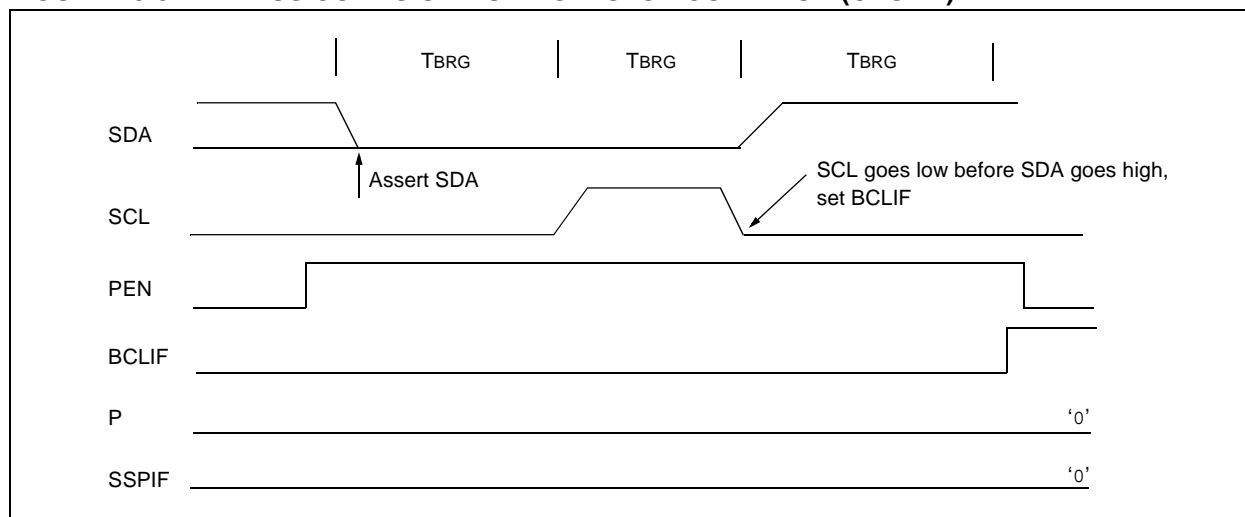 TBRG TBRG TBRG
SDA
Assert SDA
SCL goes low before SDA goes high,
set BCLIF
SCL
PEN
BCLIF
P '0'
SSPIF '0'